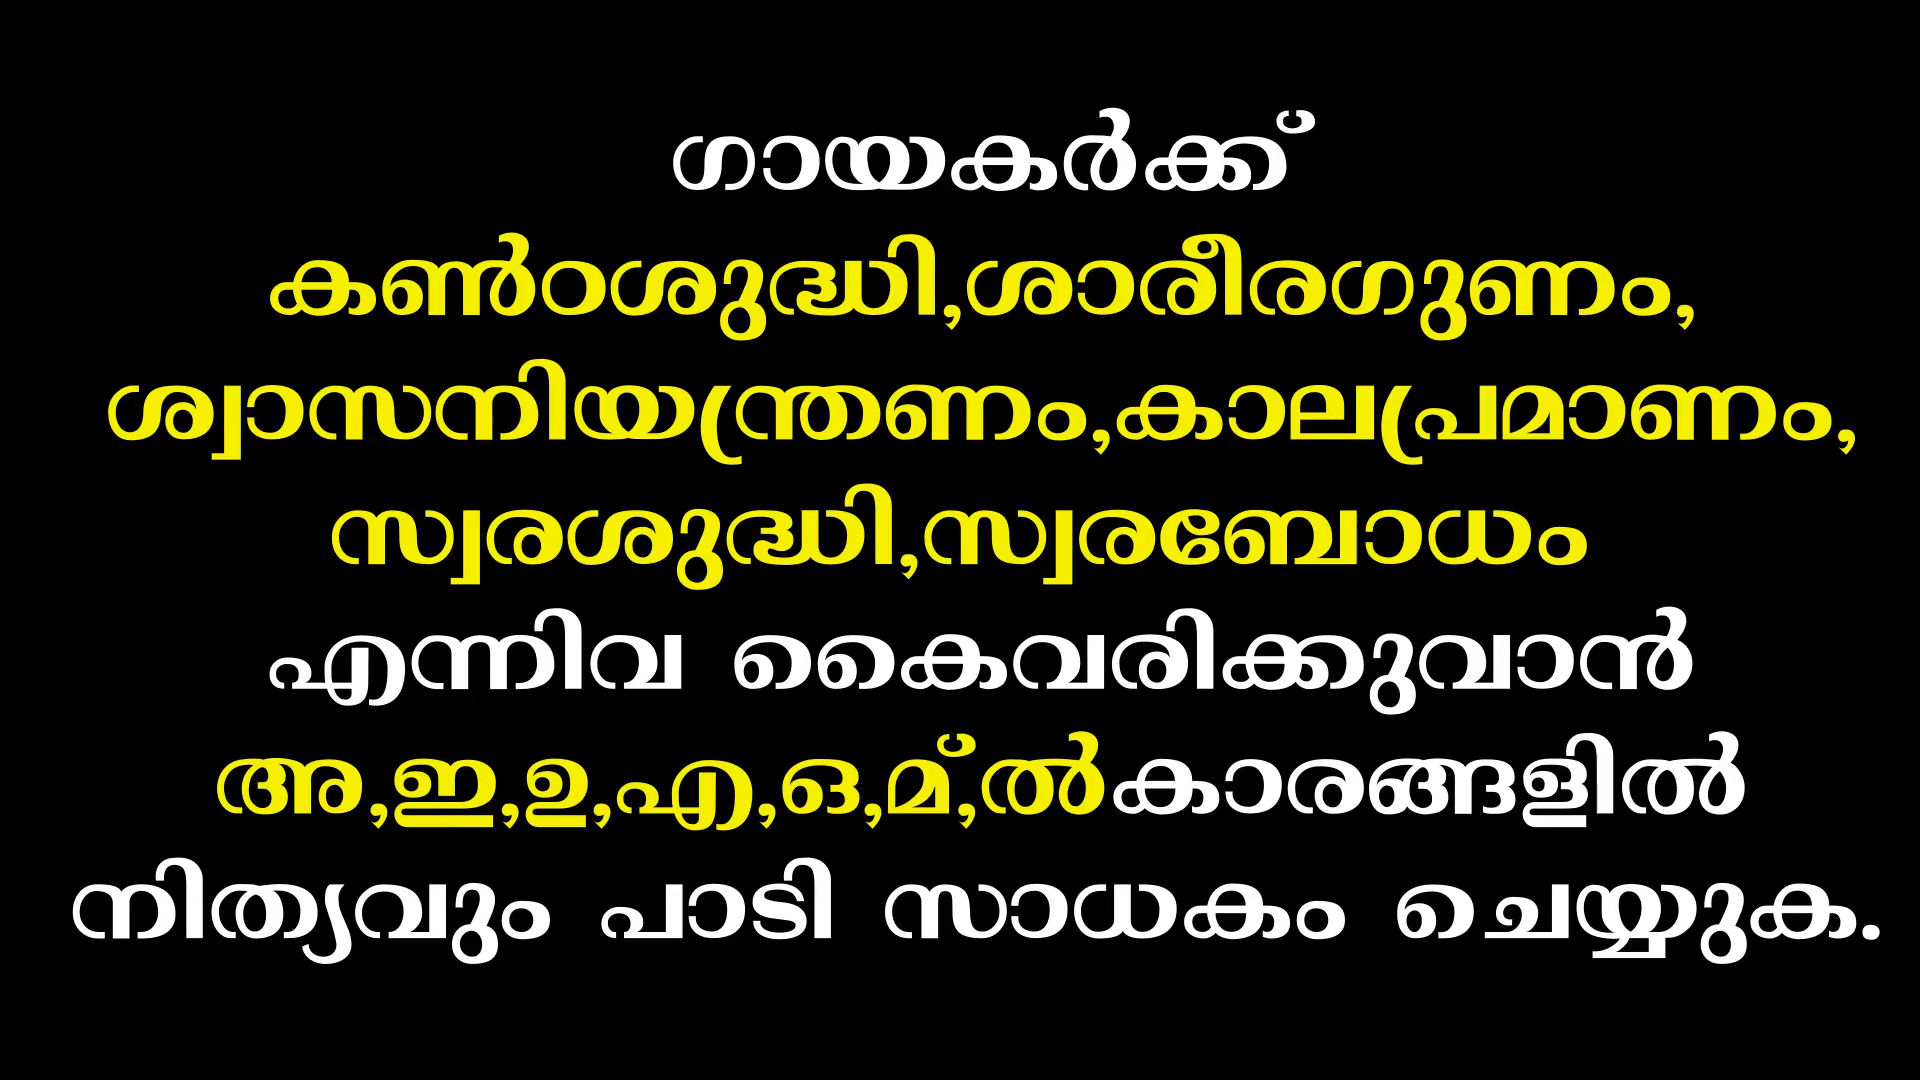 ഗായകർക്ക്
കൺഠശുദ്ധി,ശാരീരഗുണം,
ശ്വാസനിയന്ത്രണം,കാലപ്രമാണം,
സ്വരശുദ്ധി,സ്വരബോധം
എന്നിവ കൈവരിക്കുവാൻ
അ,ഇ,ഉ,എ,ഒ,മ്,ൽകാരങ്ങളിൽ
നിത്യവും പാടി സാധകം ചെയ്യുക.